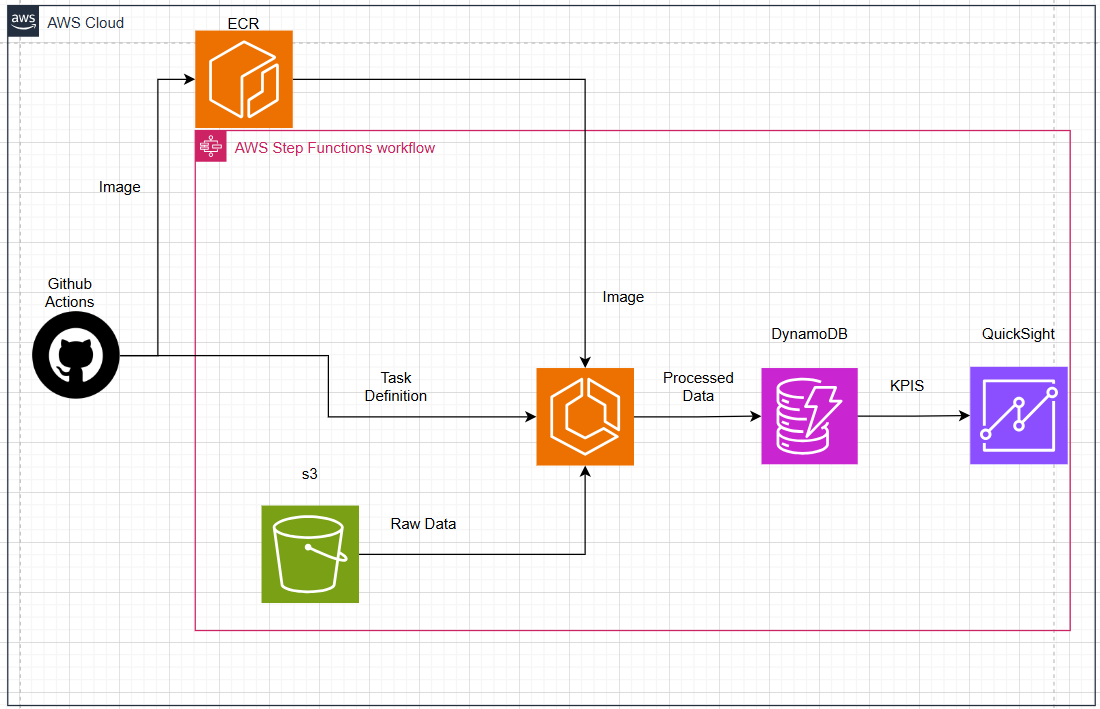 aws
AWS Cloud
ECR
AWS Step Functions workflow
Image
Github
Actions
Image
DynamoDB
QuickSight
Task
Definition
Processed
Data
KPIS
s3
Raw Data